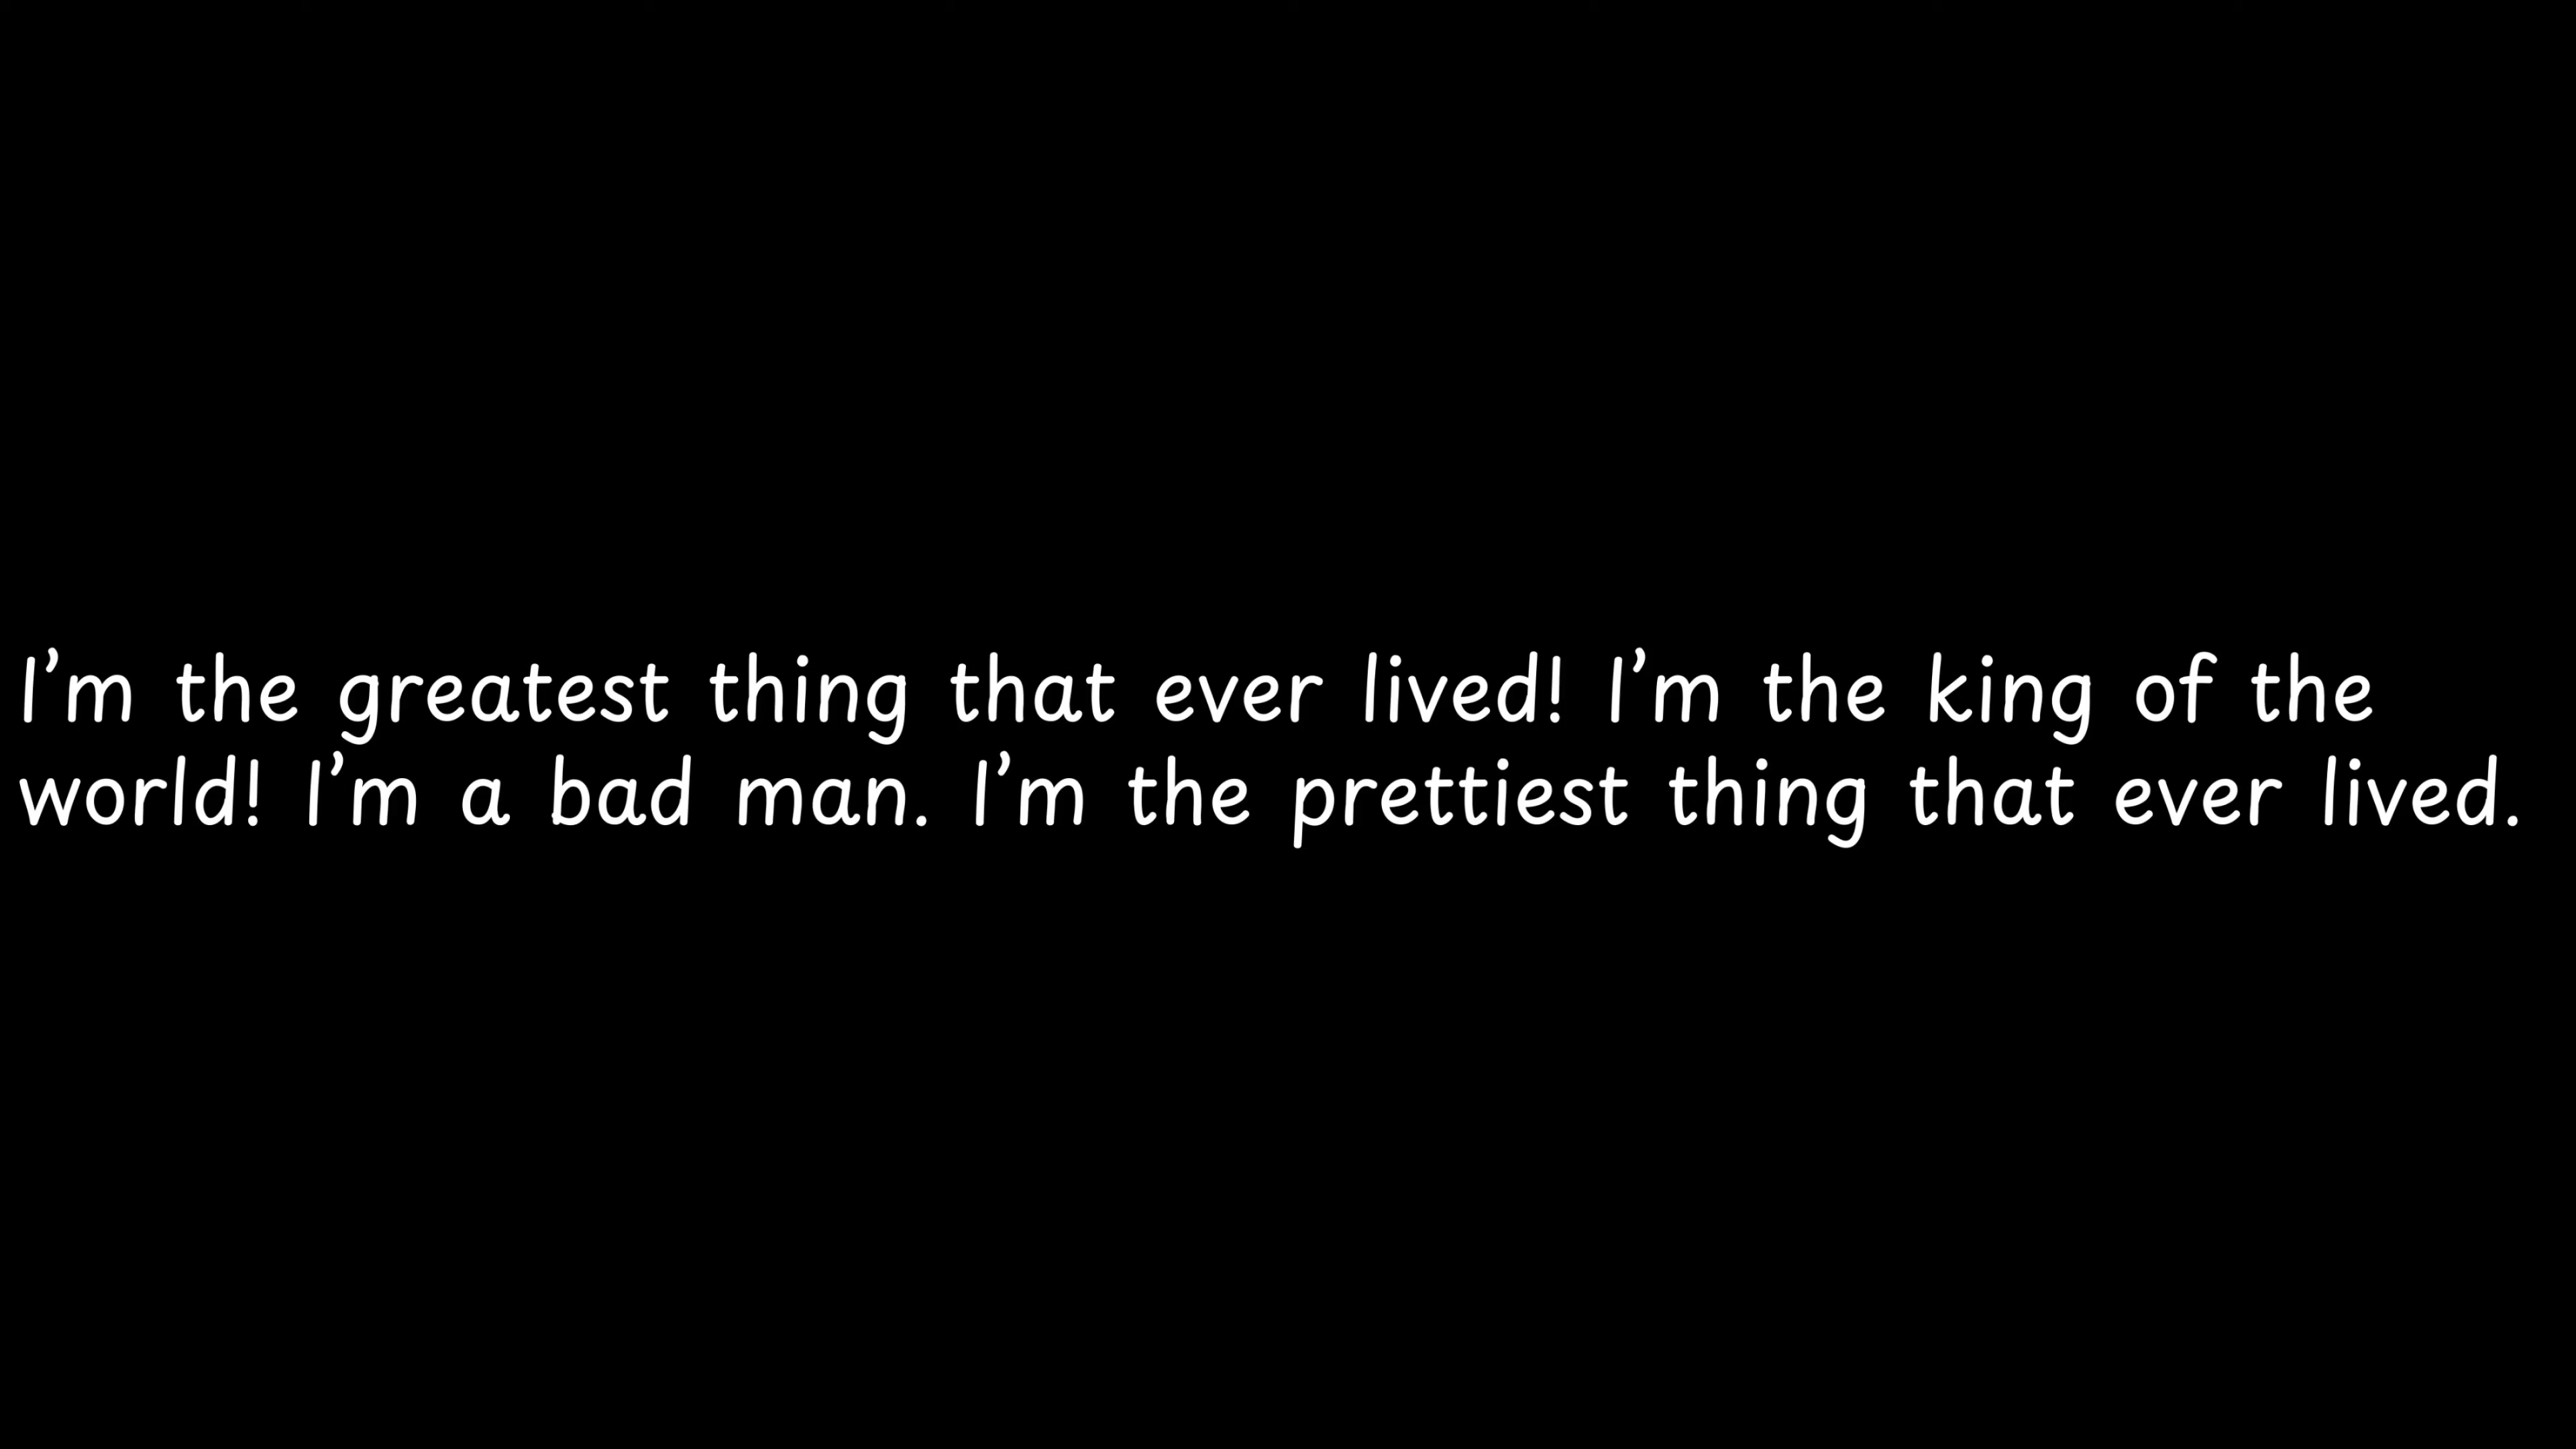 I’m the greatest thing that ever lived! I’m the king of the
world! I’m a bad man. I’m the prettiest thing that ever lived.